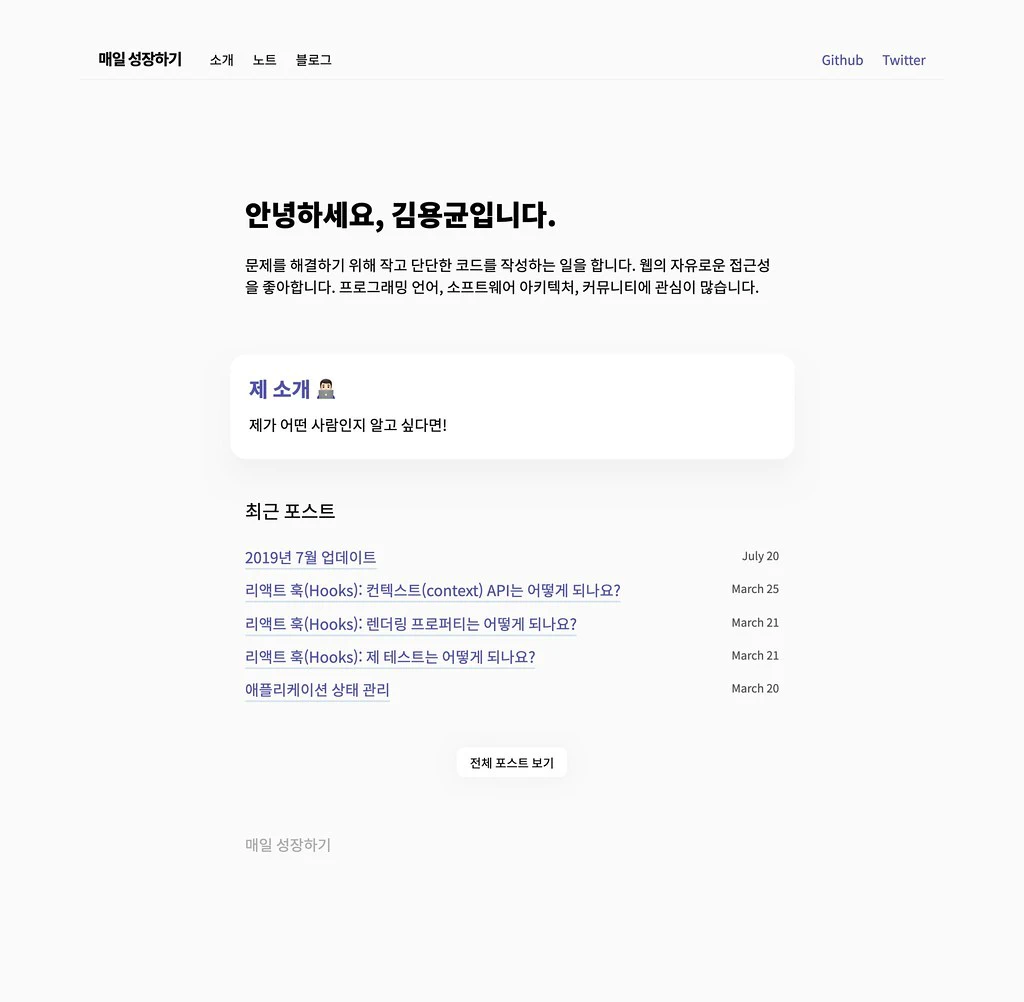 매일 성장하기 소개 노트 블로그 Github Twitter
안녕하세요, 김용균입니다.
문제를 해결하기 위해 작고 단단한 코드를 작성하는 일을 합니다. 웹의 자유로운 접근성
을 좋아합니다. 프로그래밍 언어, 소프트웨어 아키텍처, 커뮤니티에 관심이 많습니다.
제 소개 👨🏻‍💻
제가 어떤 사람인지 알고 싶다면!
최근 포스트
2019년 7월 업데이트 July 20
리액트 훅(Hooks): 컨텍스트(context) API는 어떻게 되나요? March 25
리액트 훅(Hooks): 렌더링 프로퍼티는 어떻게 되나요? March 21
리액트 훅(Hooks): 제 테스트는 어떻게 되나요? March 21
애플리케이션 상태 관리 March 20
전체 포스트 보기
매일 성장하기